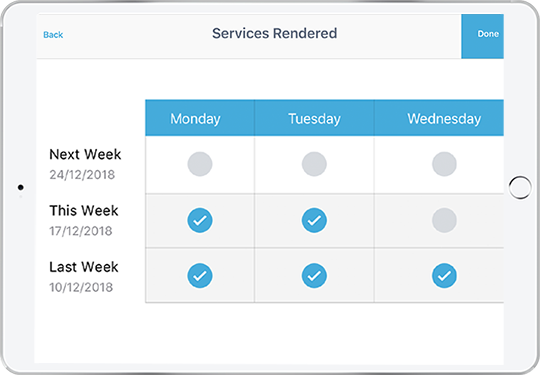 Back
Services Rendered
Done
Monday
Tuesday
Wednesday
Next Week
24/12/2018
This Week
17/12/2018
Last Week
10/12/2018